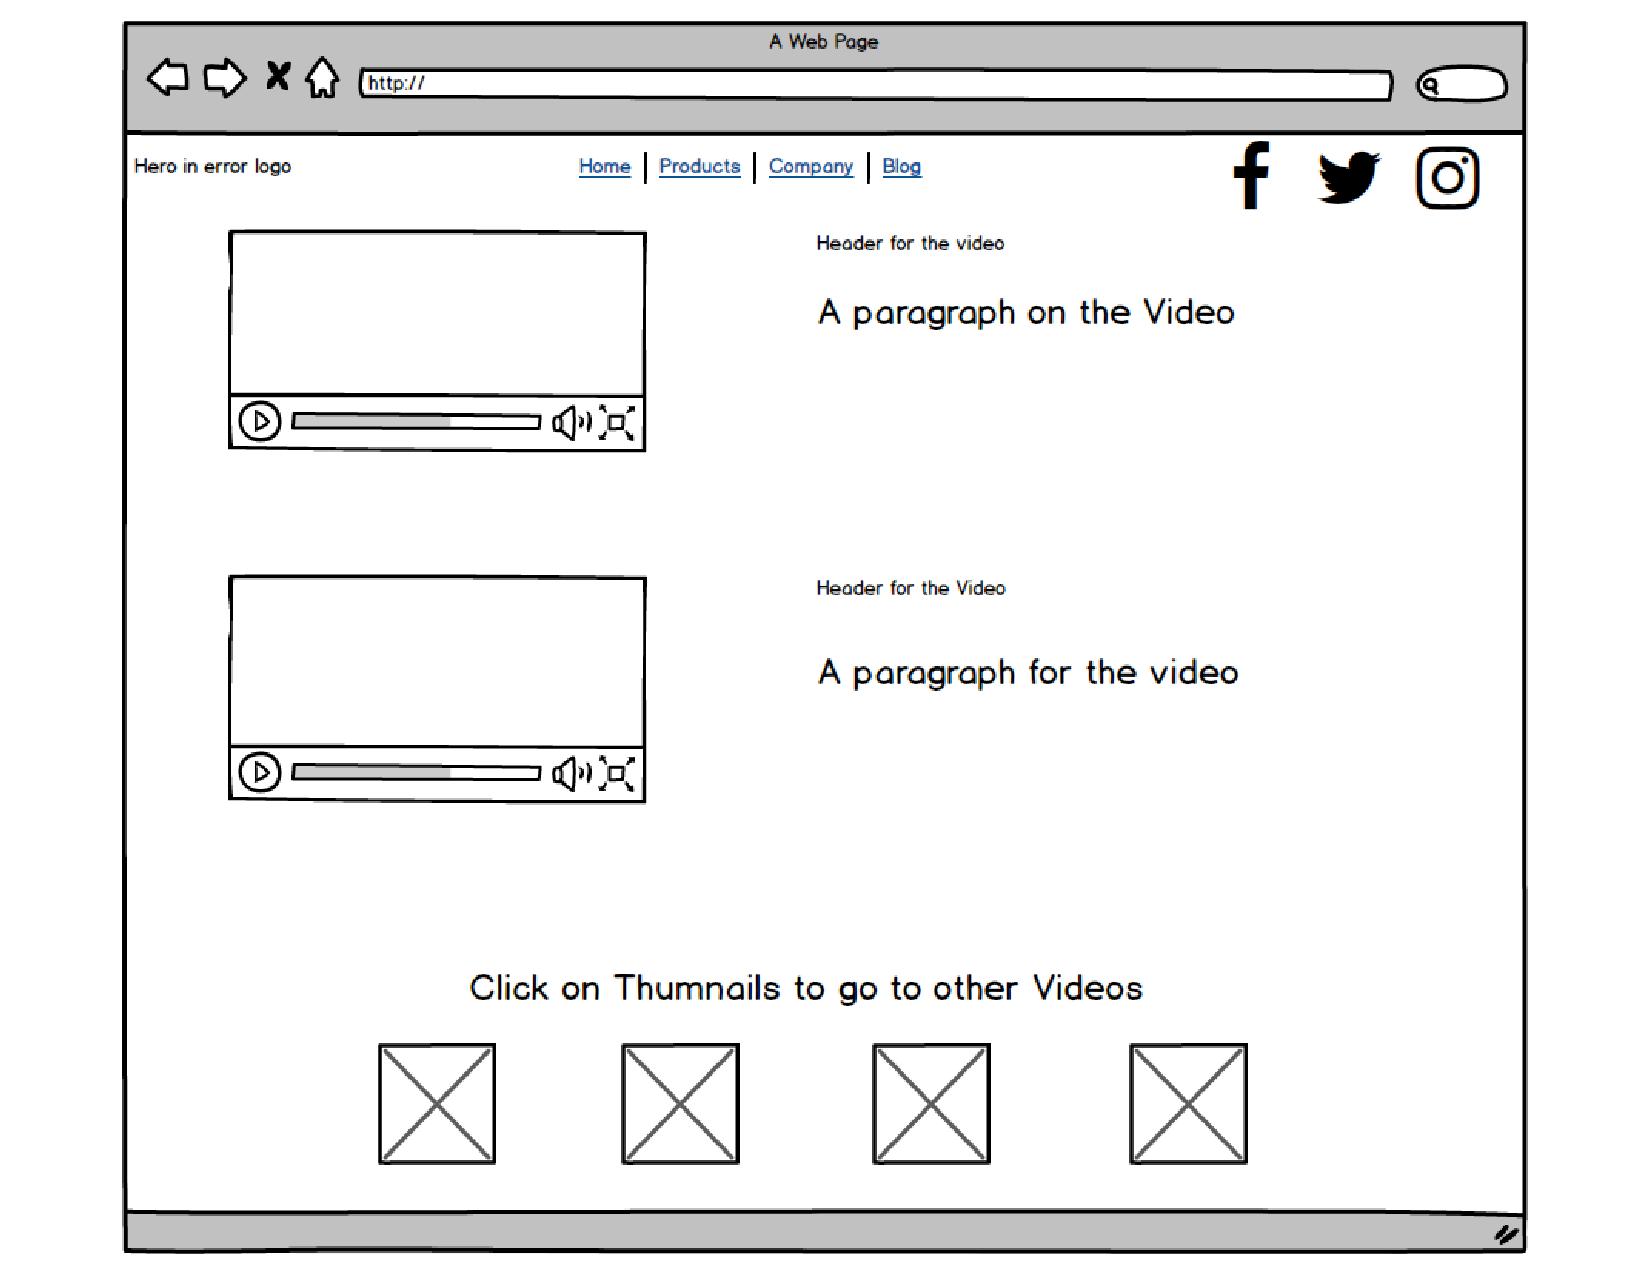 A Web Page
http://
Hero in error logo
Home | Products | Company | Blog
Header for the video
A paragraph on the Video
Header for the Video
A paragraph for the video
Click on Thumnails to go to other Videos